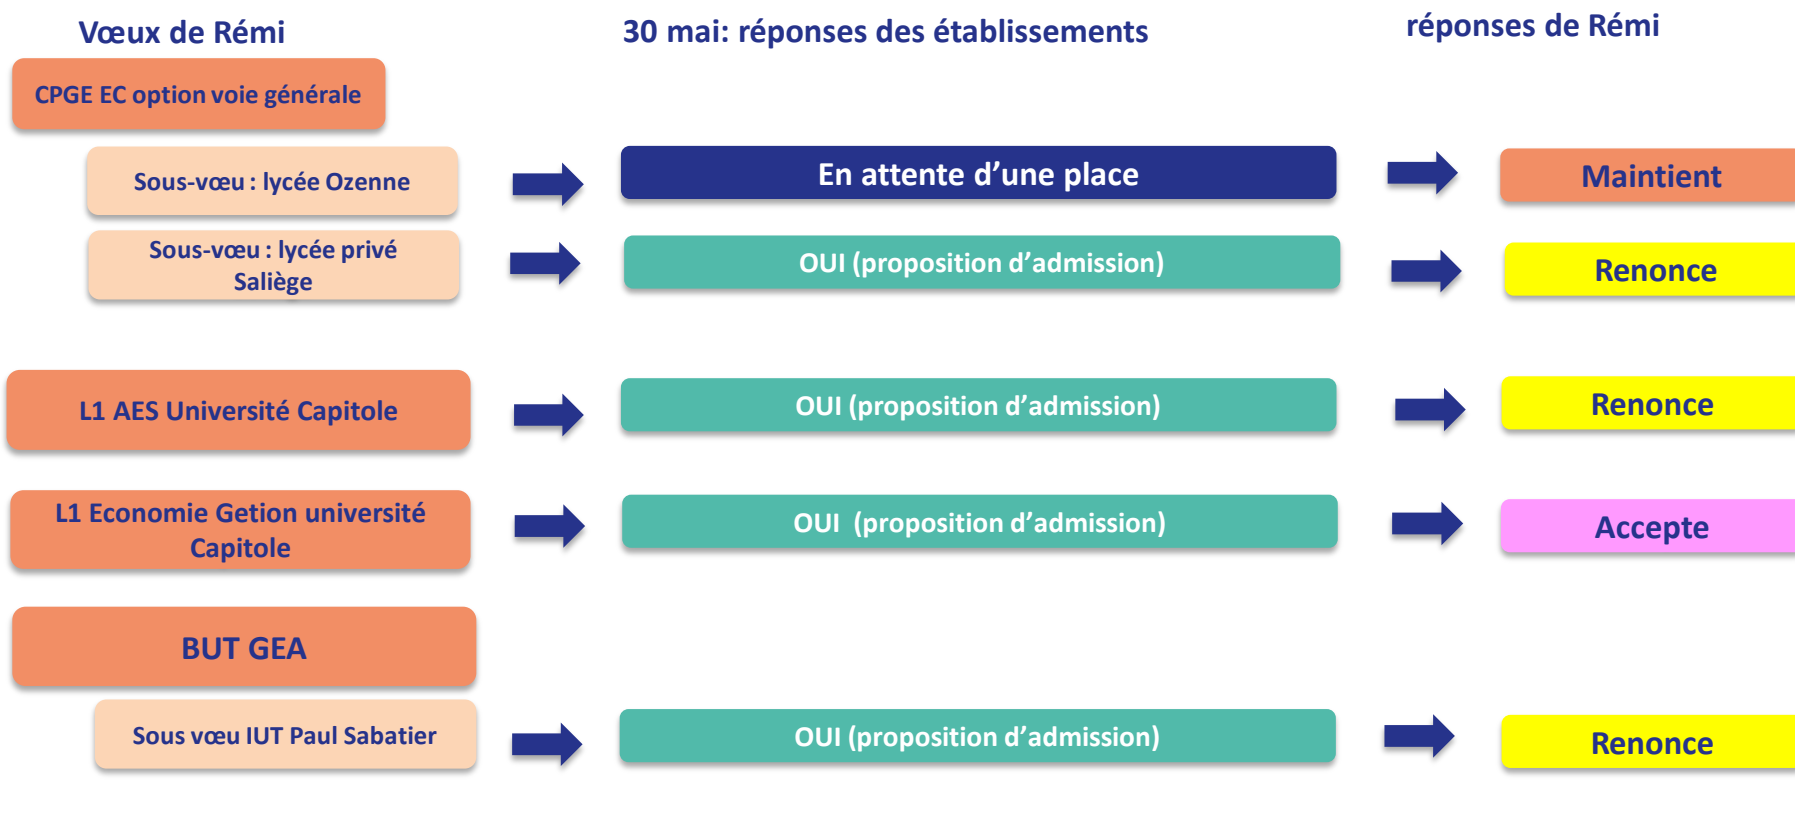 Vœux de Rémi
30 mai: réponses des établissements
réponses de Rémi
CPGE EC option voie générale
Sous-vœu : lycée Ozenne
En attente d’une place
Maintient
Sous-vœu : lycée privé
Saliège
OUI (proposition d’admission)
Renonce
L1 AES Université Capitole
OUI (proposition d’admission)
Renonce
L1 Economie Getion université
Capitole
OUI (proposition d’admission)
Accepte
BUT GEA
Sous vœu IUT Paul Sabatier
OUI (proposition d’admission)
Renonce